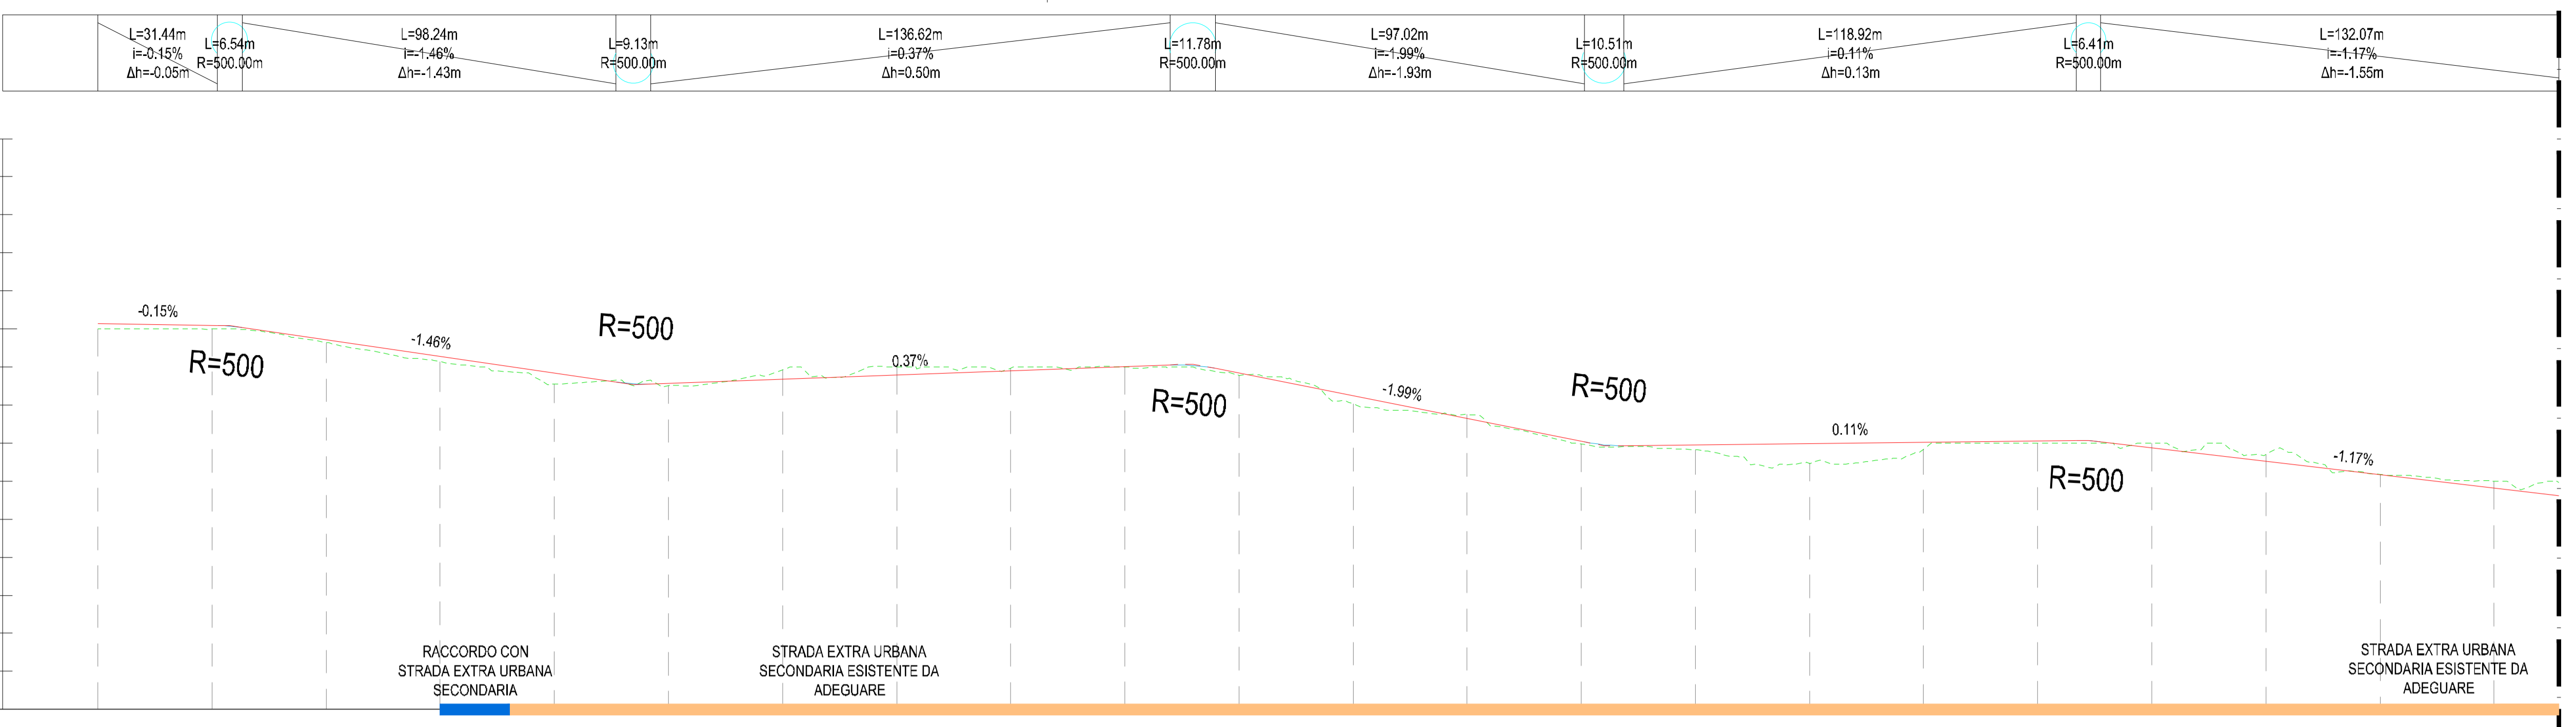 L=31.44m
i=-0.15%
Δh=-0.05m
L=6.54m
R=500.00m
L=98.24m
i=-1.46%
Δh=-1.43m
L=9.13m
R=500.00m
L=136.62m
i=0.37%
Δh=0.50m
L=11.78m
R=500.00m
L=97.02m
i=-1.99%
Δh=-1.93m
L=10.51m
R=500.00m
L=118.92m
i=0.11%
Δh=0.13m
L=6.41m
R=500.00m
L=132.07m
i=-1.17%
Δh=-1.55m
-0.15%
R=500
-1.46%
R=500
0.37%
R=500
-1.99%
R=500
0.11%
R=500
-1.17%
RACCORDO CON
STRADA EXTRA URBANA
SECONDARIA
STRADA EXTRA URBANA
SECONDARIA ESISTENTE DA
ADEGUARE
STRADA EXTRA URBANA
SECONDARIA ESISTENTE DA
ADEGUARE